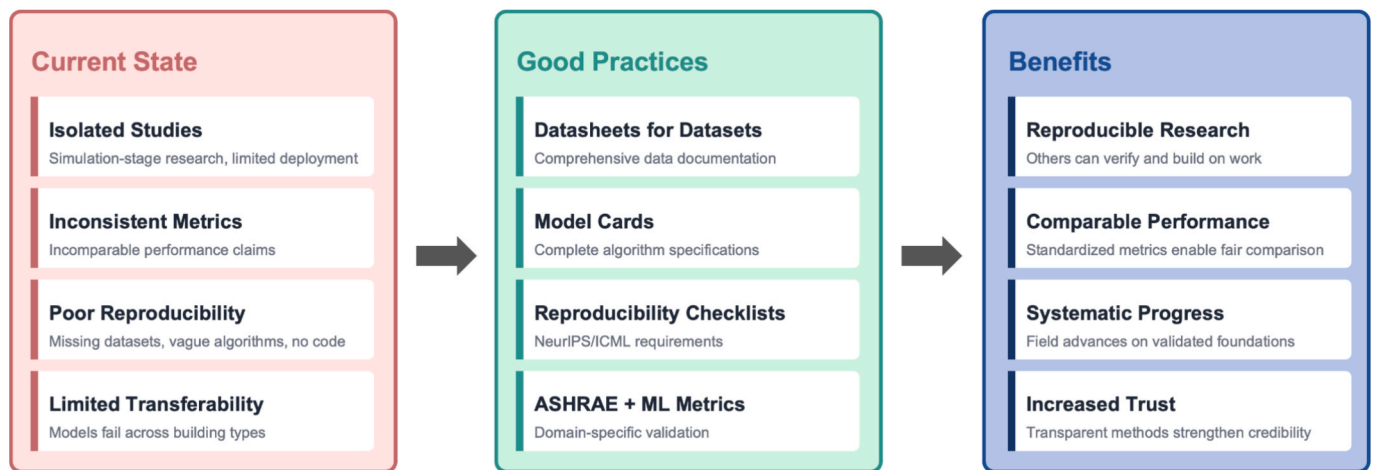 Current State
Isolated Studies
Simulation-stage research, limited deployment
Inconsistent Metrics
Incomparable performance claims
Poor Reproducibility
Missing datasets, vague algorithms, no code
Limited Transferability
Models fail across building types
Good Practices
Datasheets for Datasets
Comprehensive data documentation
Model Cards
Complete algorithm specifications
Reproducibility Checklists
NeurIPS/ICML requirements
ASHRAE + ML Metrics
Domain-specific validation
Benefits
Reproducible Research
Others can verify and build on work
Comparable Performance
Standardized metrics enable fair comparison
Systematic Progress
Field advances on validated foundations
Increased Trust
Transparent methods strengthen credibility